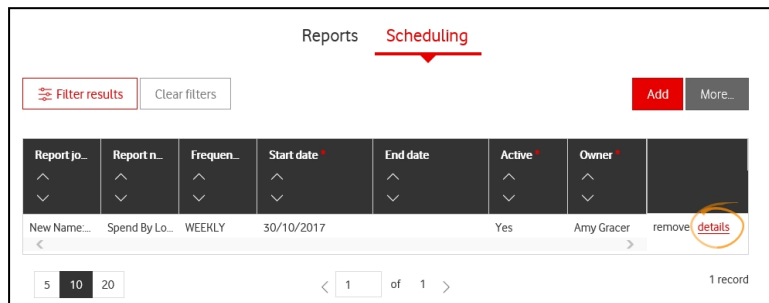 Reports Scheduling
Filter results Clear filters Add More...
Report jo... Report n... Frequen... Start date * End date Active * Owner *
New Name:... Spend By Lo... WEEKLY 30/10/2017 Yes Amy Gracer remove details
5 10 20 1 of 1 1 record